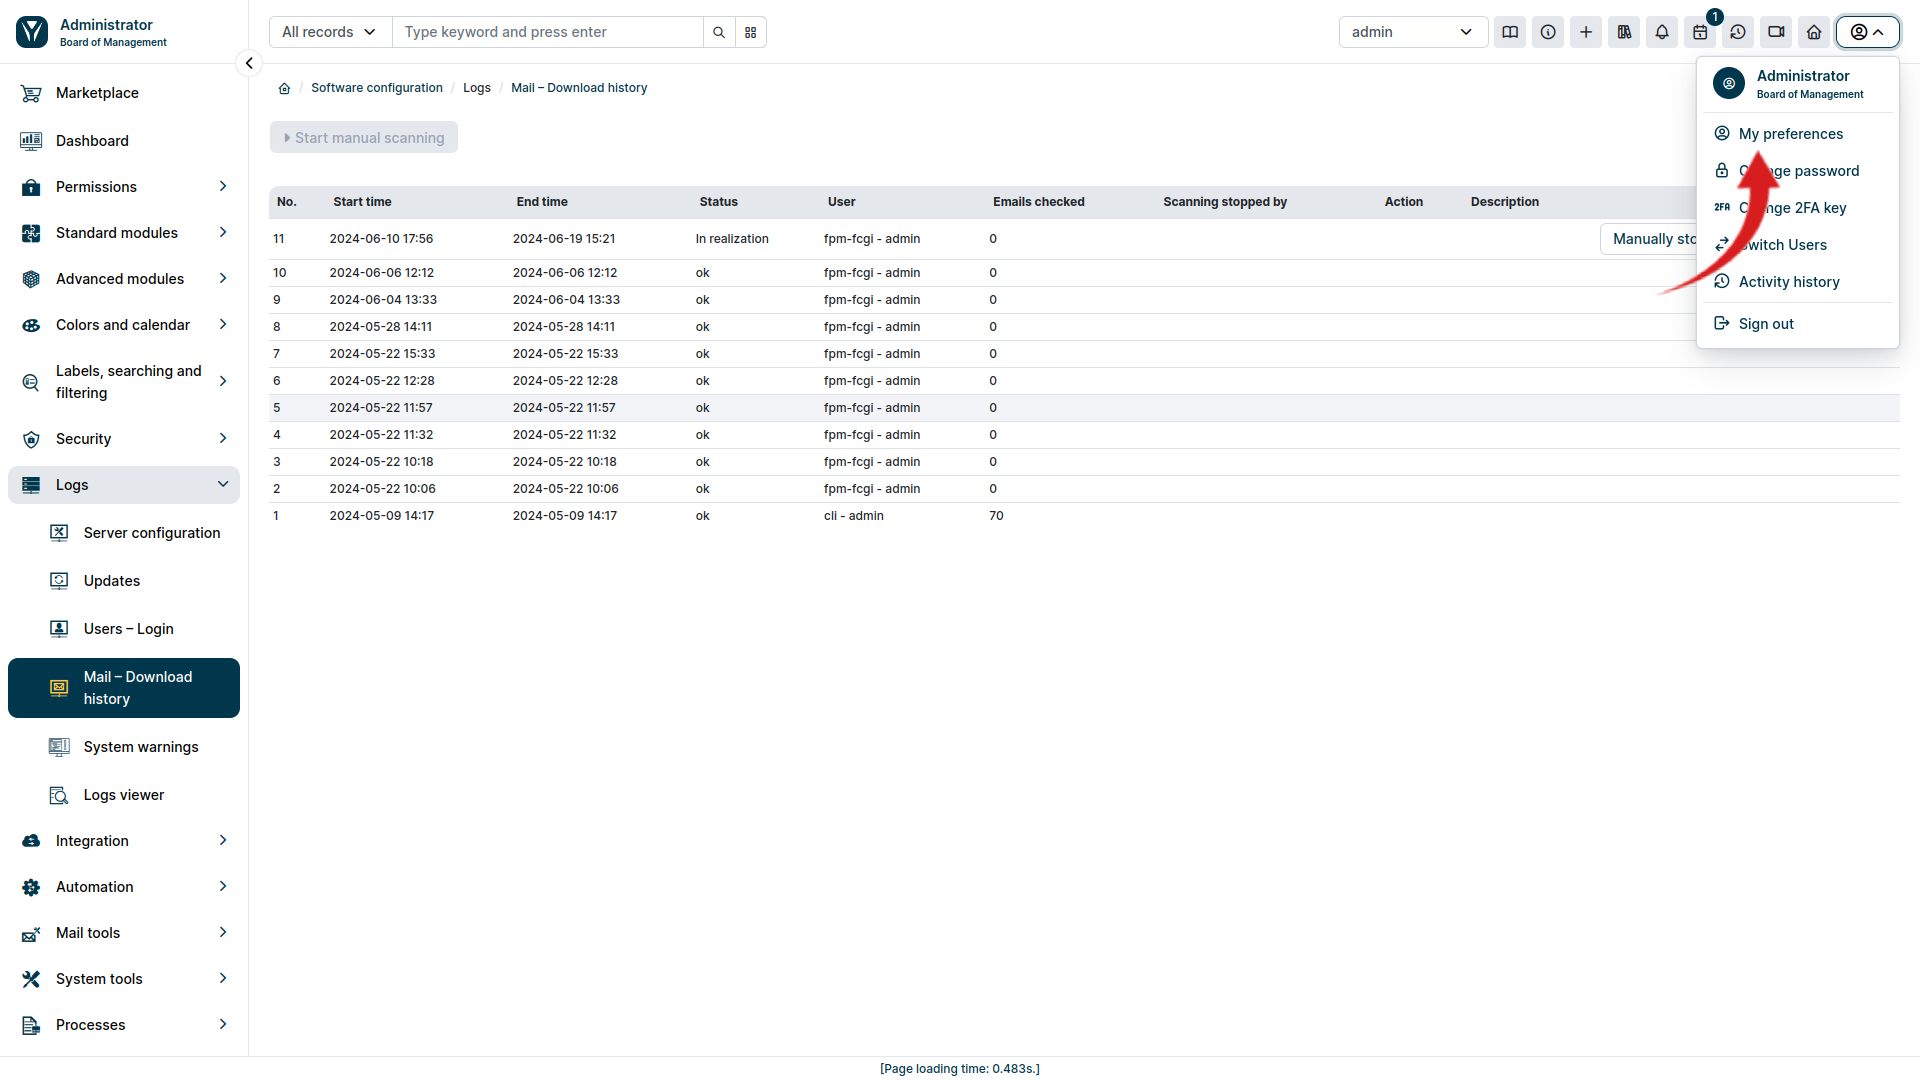 Administrator
Board of Management
All records
Type keyword and press enter
admin
1
Marketplace
Dashboard
Permissions
Standard modules
Advanced modules
Colors and calendar
Labels, searching and
filtering
Security
Logs
Server configuration
Updates
Users – Login
Mail – Download
history
System warnings
Logs viewer
Integration
Automation
Mail tools
System tools
Processes
/ Software configuration / Logs / Mail – Download history
Start manual scanning
No. Start time End time Status User Emails checked Scanning stopped by Action Description
11 2024-06-10 17:56 2024-06-19 15:21 In realization fpm-fcgi - admin 0 Manually
10 2024-06-06 12:12 2024-06-06 12:12 ok fpm-fcgi - admin 0
9 2024-06-04 13:33 2024-06-04 13:33 ok fpm-fcgi - admin 0
8 2024-05-28 14:11 2024-05-28 14:11 ok fpm-fcgi - admin 0
7 2024-05-22 15:33 2024-05-22 15:33 ok fpm-fcgi - admin 0
6 2024-05-22 12:28 2024-05-22 12:28 ok fpm-fcgi - admin 0
5 2024-05-22 11:57 2024-05-22 11:57 ok fpm-fcgi - admin 0
4 2024-05-22 11:32 2024-05-22 11:32 ok fpm-fcgi - admin 0
3 2024-05-22 10:18 2024-05-22 10:18 ok fpm-fcgi - admin 0
2 2024-05-22 10:06 2024-05-22 10:06 ok fpm-fcgi - admin 0
1 2024-05-09 14:17 2024-05-09 14:17 ok cli - admin 70
Administrator
Board of Management
My preferences
password
2FA 2FA key
Users
Activity history
Sign out
[Page loading time: 0.483s.]